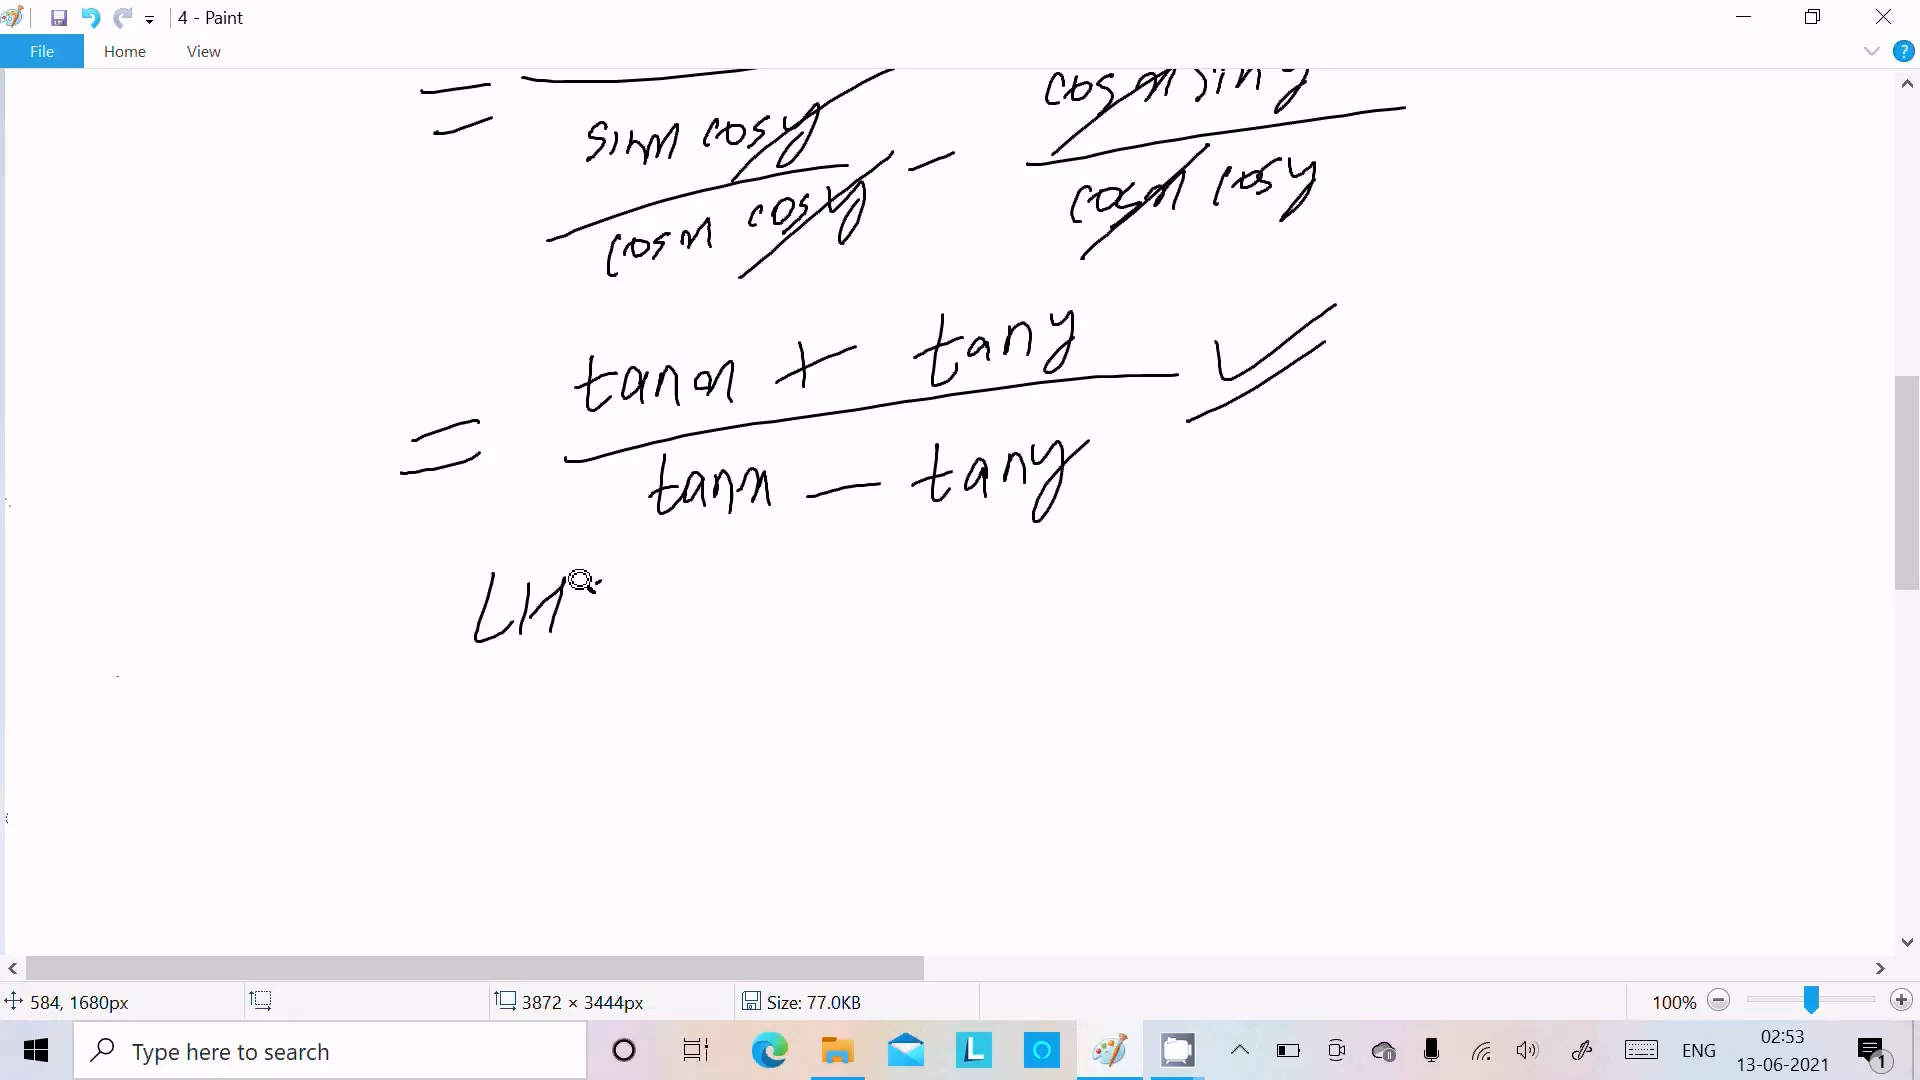 4 - Paint
File Home View
= cosx siny
sinx cosy
cosx cosy - cosx cosy
= tanx + tany
tanx - tany
LH
584, 1680px 3872 × 3444px Size: 77.0KB 100%
Type here to search ENG 02:53
13-06-2021 1